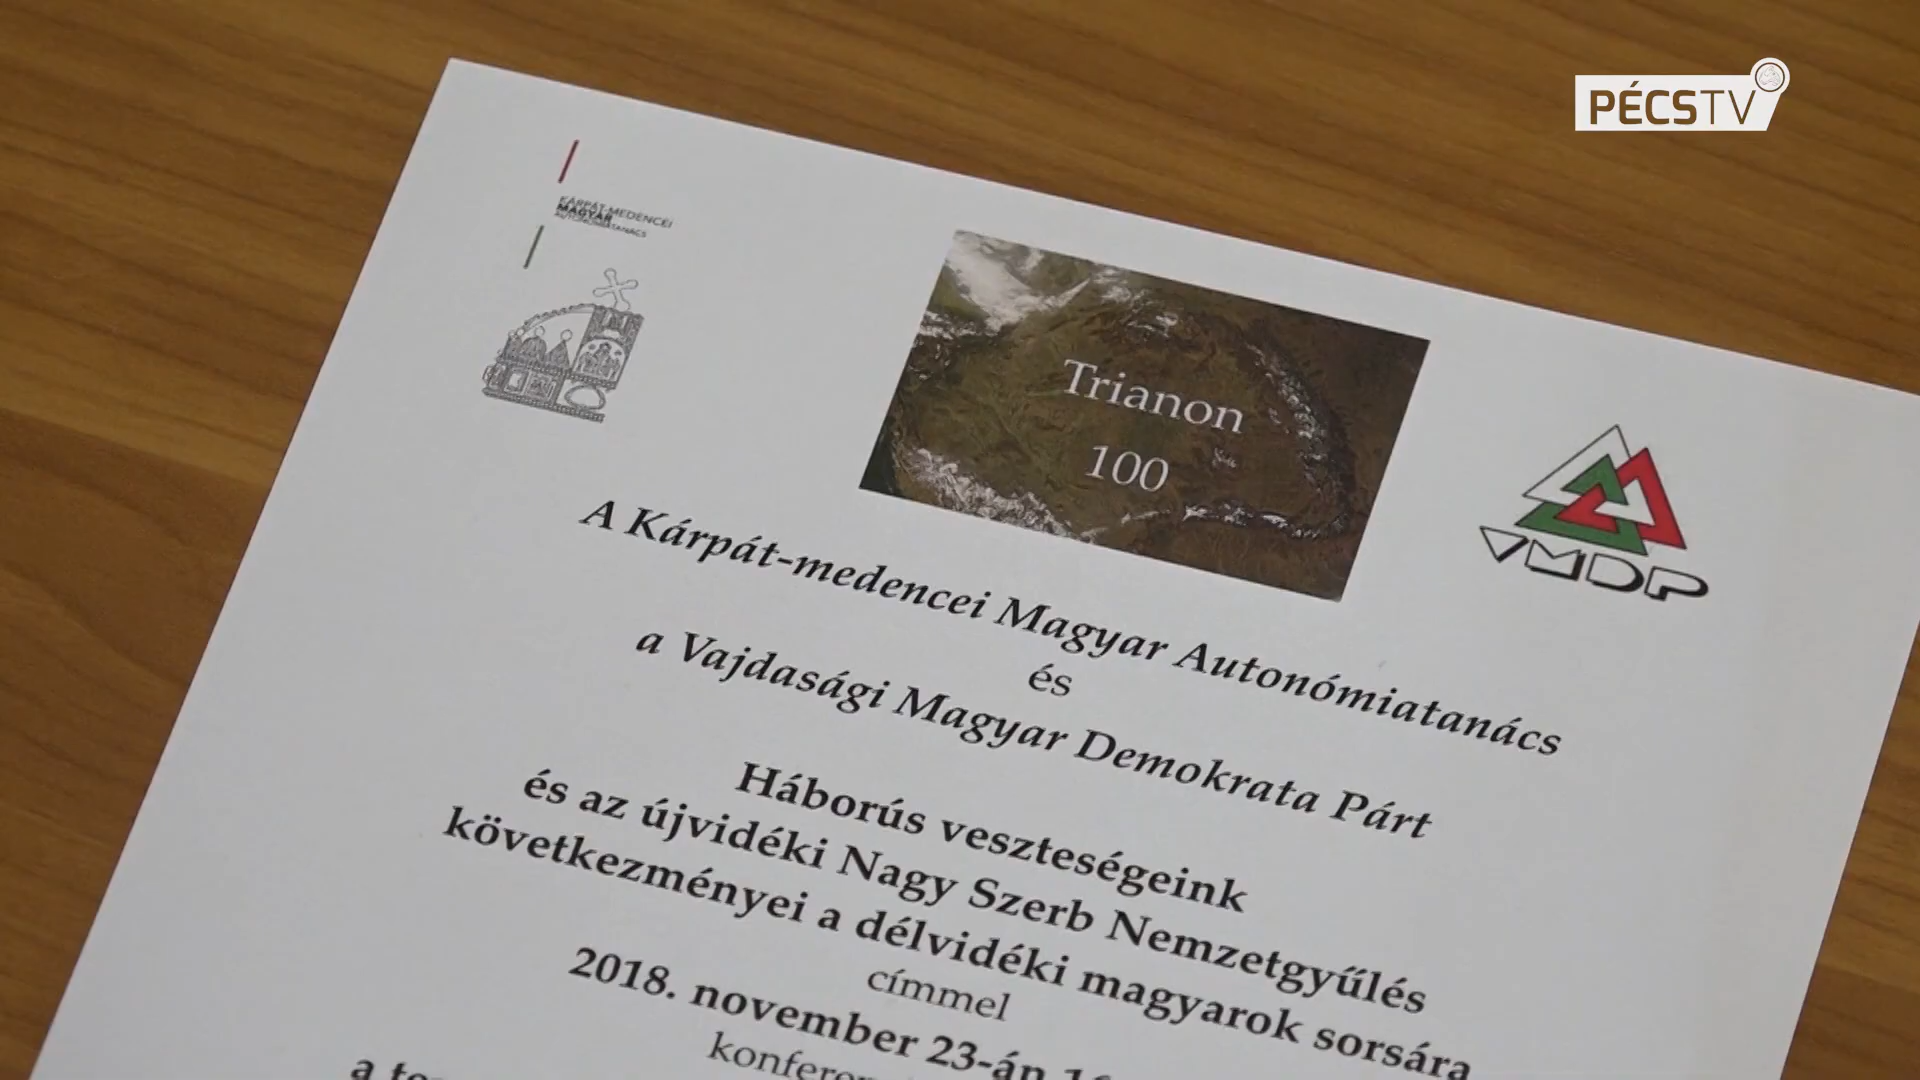 PÉCSTV
KÁRPÁT-MEDENCEI
MAGYAR
AUTONÓMIATANÁCS
Trianon
100
VMDP
A Kárpát-medencei Magyar Autonómiatanács
és
a Vajdasági Magyar Demokrata Párt
Háborús veszteségeink
és az újvidéki Nagy Szerb Nemzetgyűlés
következményei a délvidéki magyarok sorsára
címmel
2018. november 23-án
a